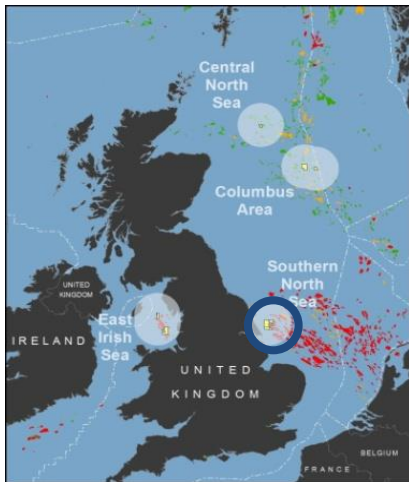 Central
North
Sea
Columbus
Area
Southern
North
Sea
UNITED
KINGDOM
East
Irish
Sea
IRELAND
UNITED
KINGDOM
BELGIUM
FRANCE